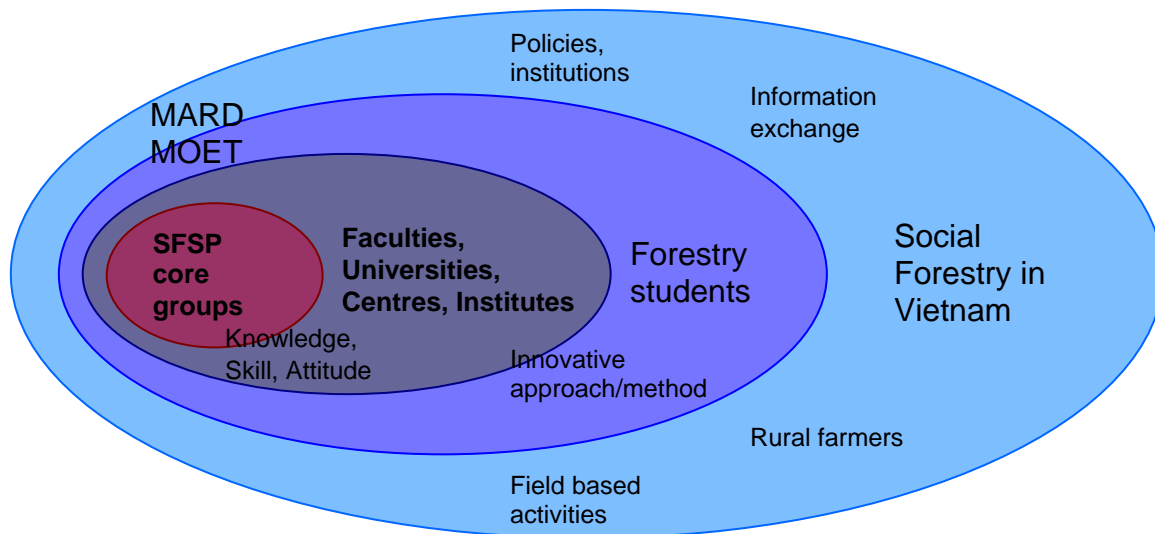 Policies,
institutions
Information
exchange
MARD
MOET
SFSP
core
groups
Faculties,
Universities,
Centres, Institutes
Forestry
students
Social
Forestry in
Vietnam
Knowledge,
Skill, Attitude
Innovative
approach/method
Rural farmers
Field based
activities